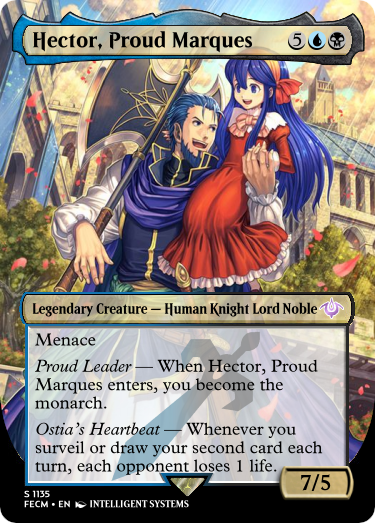 Hector, Proud Marques 5
Legendary Creature — Human Knight Lord Noble
Menace
Proud Leader — When Hector, Proud
Marques enters, you become the
monarch.
Ostia's Heartbeat — Whenever you
surveil or draw your second card each
turn, each opponent loses 1 life.
7/5
S 1135
FECM • EN INTELLIGENT SYSTEMS